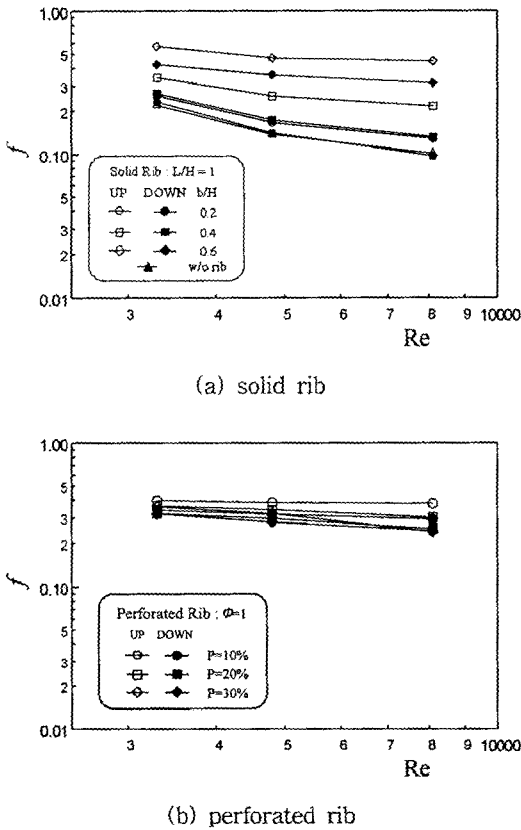 1.00
5
f
3
2
0.10
Solid Rib : L/H = 1
UP DOWN b/H
0.2
0.4
0.6
w/o rib
5
3
2
0.01
3 4 5 6 7 8 9 10000
Re
(a) solid rib
1.00
5
f
3
2
0.10
Perforated Rib : Φ=1
UP DOWN
P=10%
P=20%
P=30%
5
3
2
0.01
3 4 5 6 7 8 9 10000
Re
(b) perforated rib